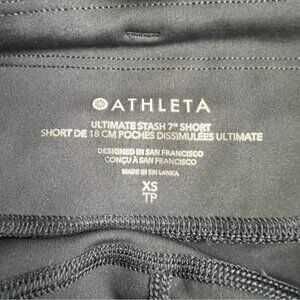 ATHLETA
ULTIMATE STASH 7" SHORT
SHORT DE 18 CM POCHES DISSIMULÉES ULTIMATE
DESIGNED IN SAN FRANCISCO
CONÇU À SAN FRANCISCO
MADE IN SRI LANKA
XS
TP